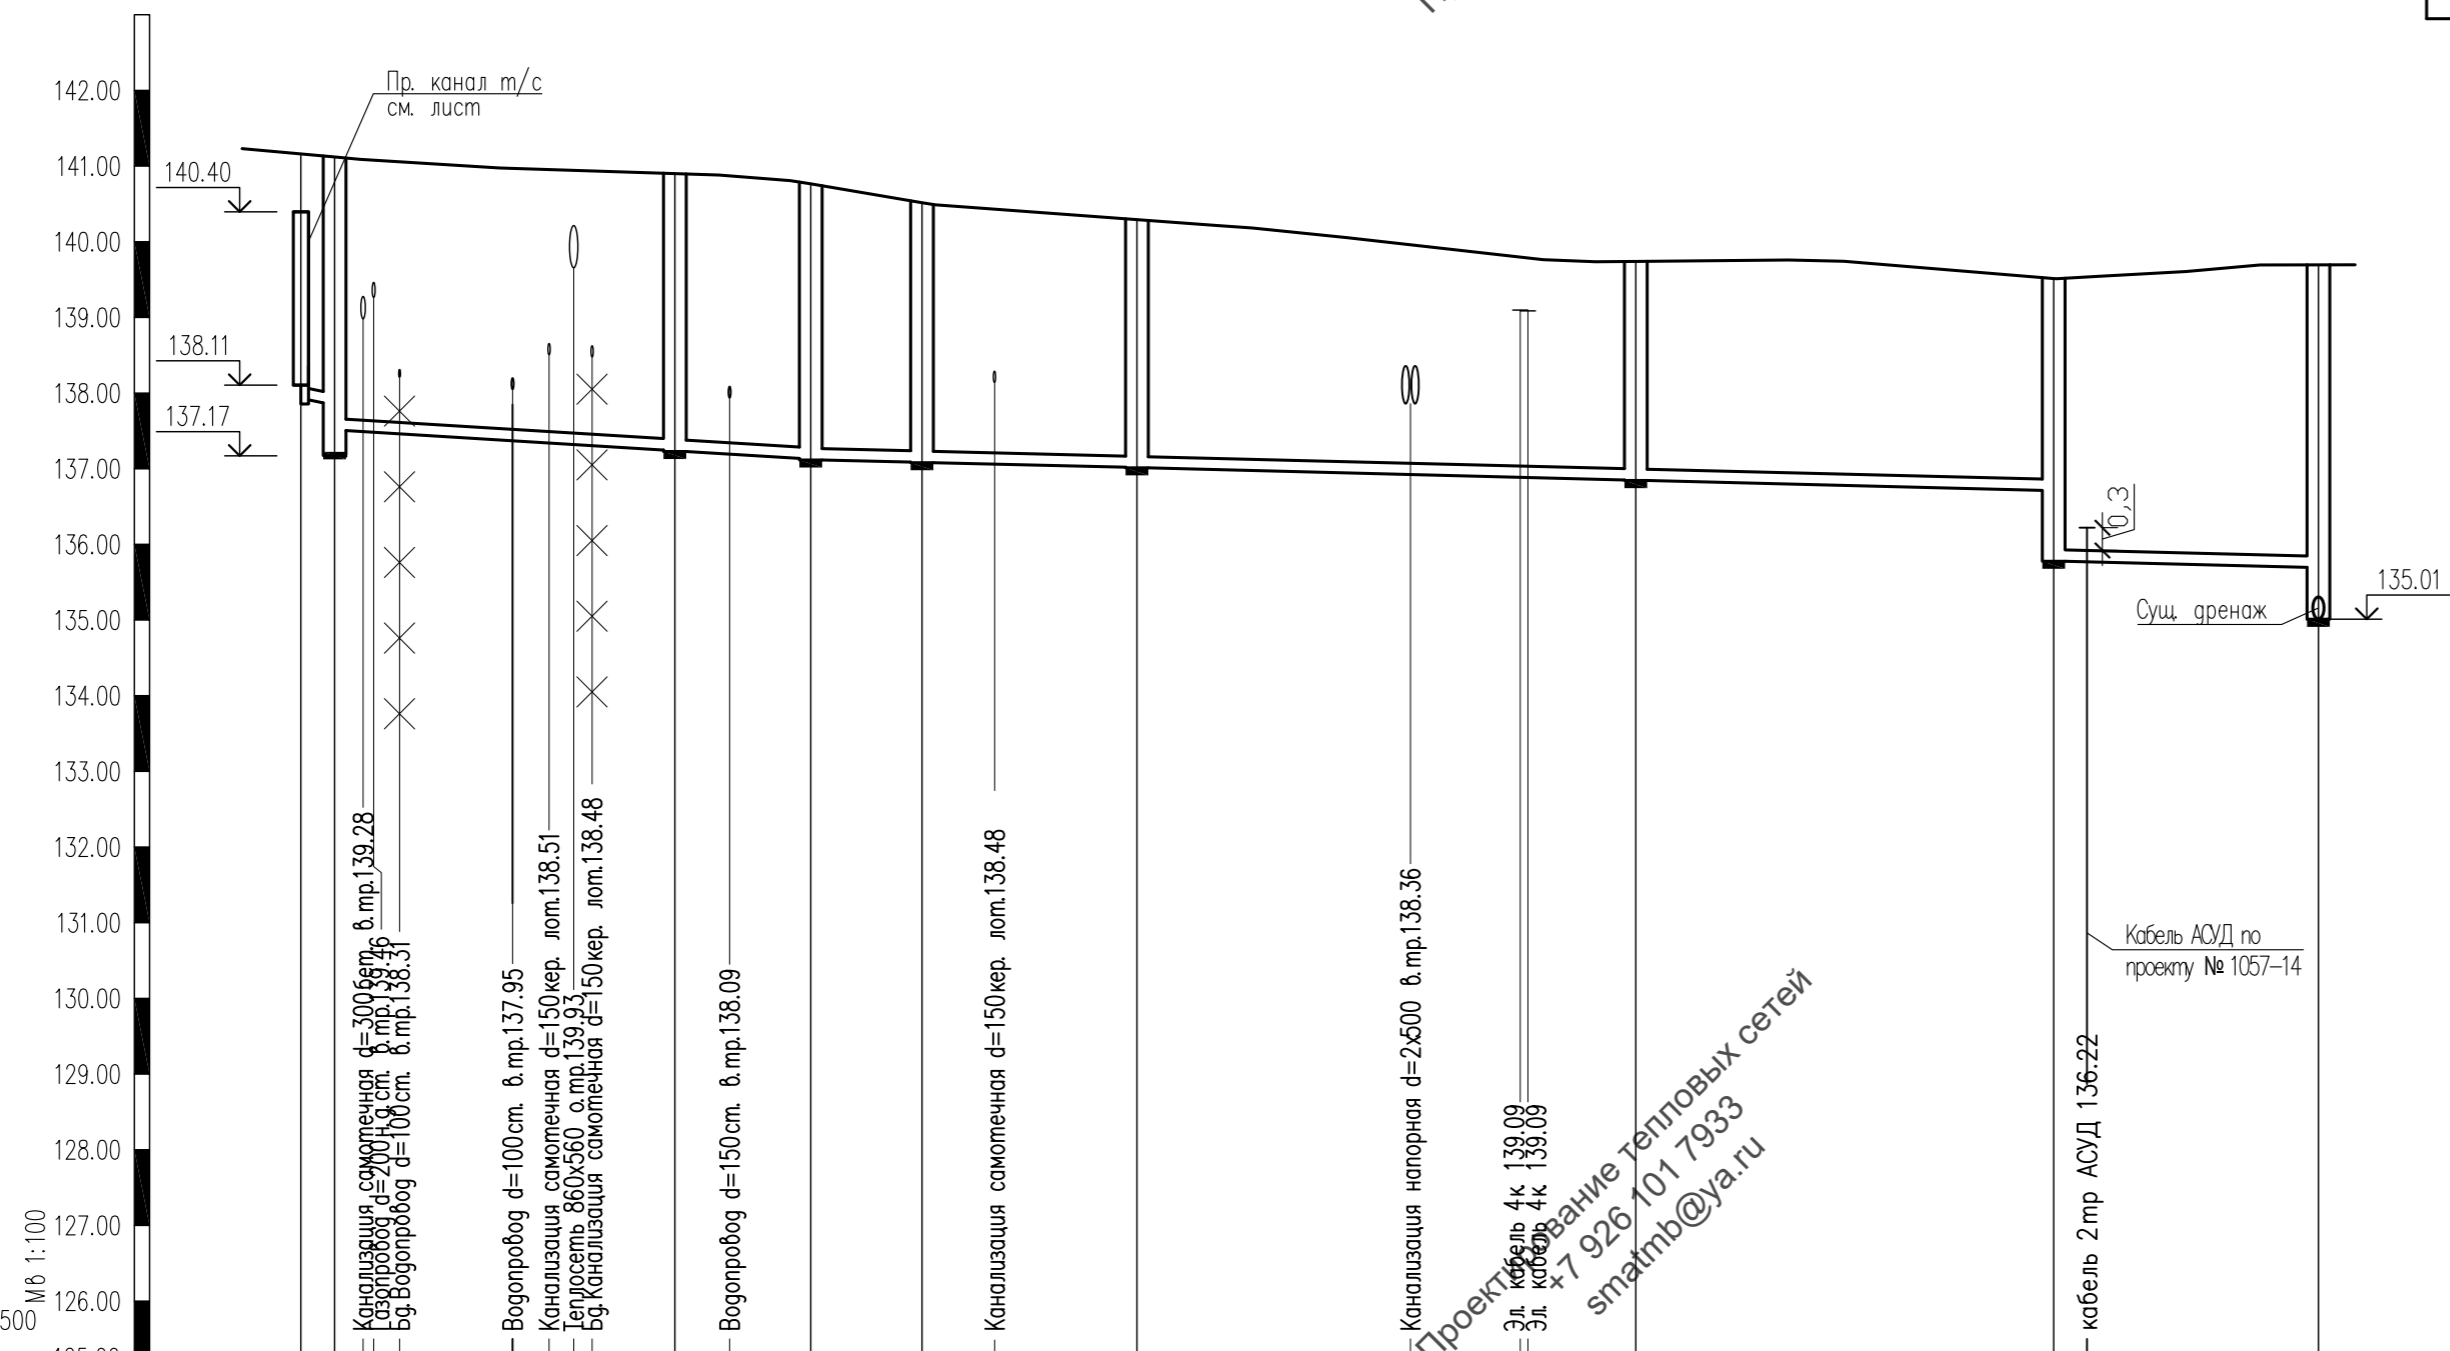 142.00
141.00
140.00
139.00
138.00
137.00
136.00
135.00
134.00
133.00
132.00
131.00
130.00
129.00
128.00
127.00
126.00
Мв 1:100
500
Пр. канал т/с
см. лист
140.40
138.11
137.17
Канализация самотечная d=300бет. в.тр.139.28
Газопровод d=200н.д.ст. в.тр.139.46
Бд.Водопровод d=100ст. в.тр.138.31
Водопровод d=100ст. в.тр.137.95
Канализация самотечная d=150кер. лот.138.51
Теплосеть 860х560 о.тр.139.93
Бд.Канализация самотечная d=150кер. лот.138.48
Водопровод d=150ст. в.тр.138.09
Канализация самотечная d=150кер. лот.138.48
Канализация напорная d=2х500 в.тр.138.36
Эл. кабель 4к. 139.09
Эл. кабель 4к. 139.09
0,3
135.01
Сущ. дренаж
Кабель АСУД по
проекту № 1057-14
кабель 2тр АСУД 136.22
Проектирование тепловых сетей
+7 926 101 7933
smatmb@ya.ru